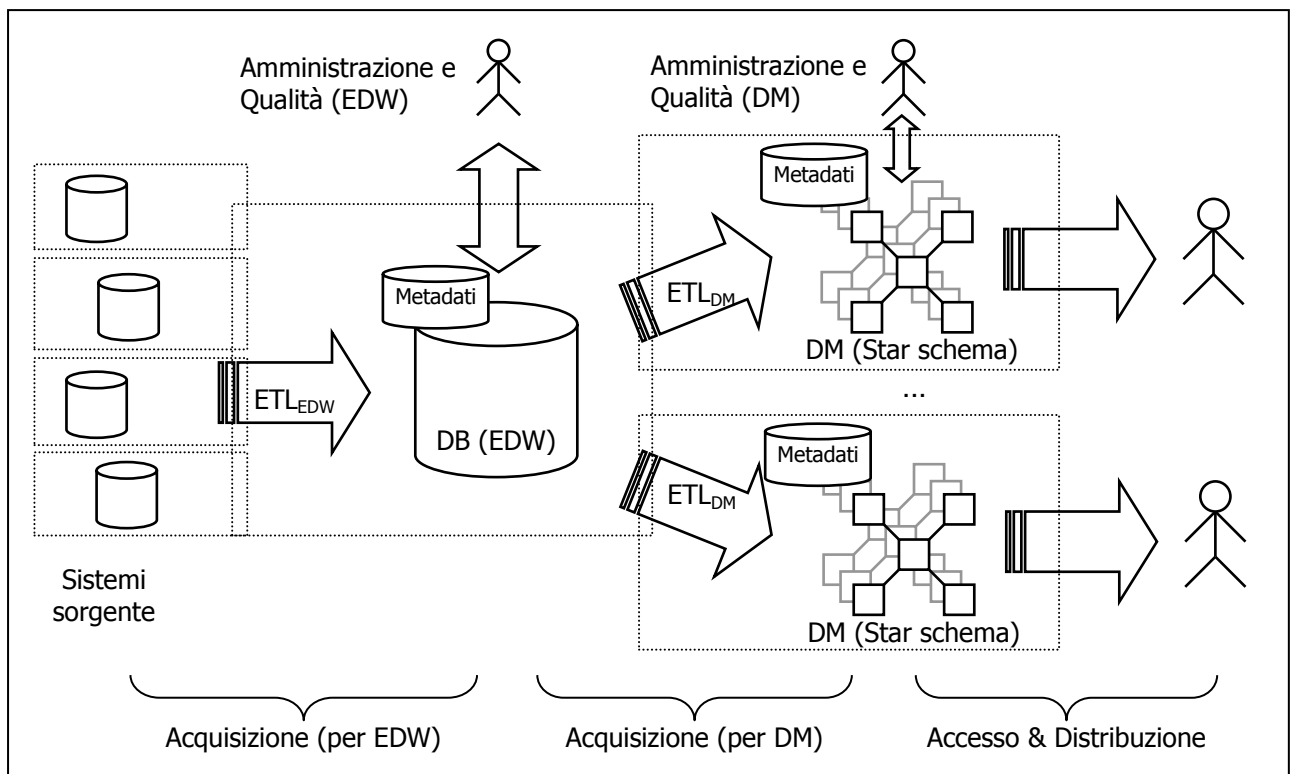 Amministrazione e
Qualità (EDW)
Amministrazione e
Qualità (DM)
Metadati
Metadati
ETLDM
DM (Star schema)
...
ETLEDW
DB (EDW)
Metadati
ETLDM
DM (Star schema)
Sistemi
sorgente
Acquisizione (per EDW)
Acquisizione (per DM)
Accesso & Distribuzione